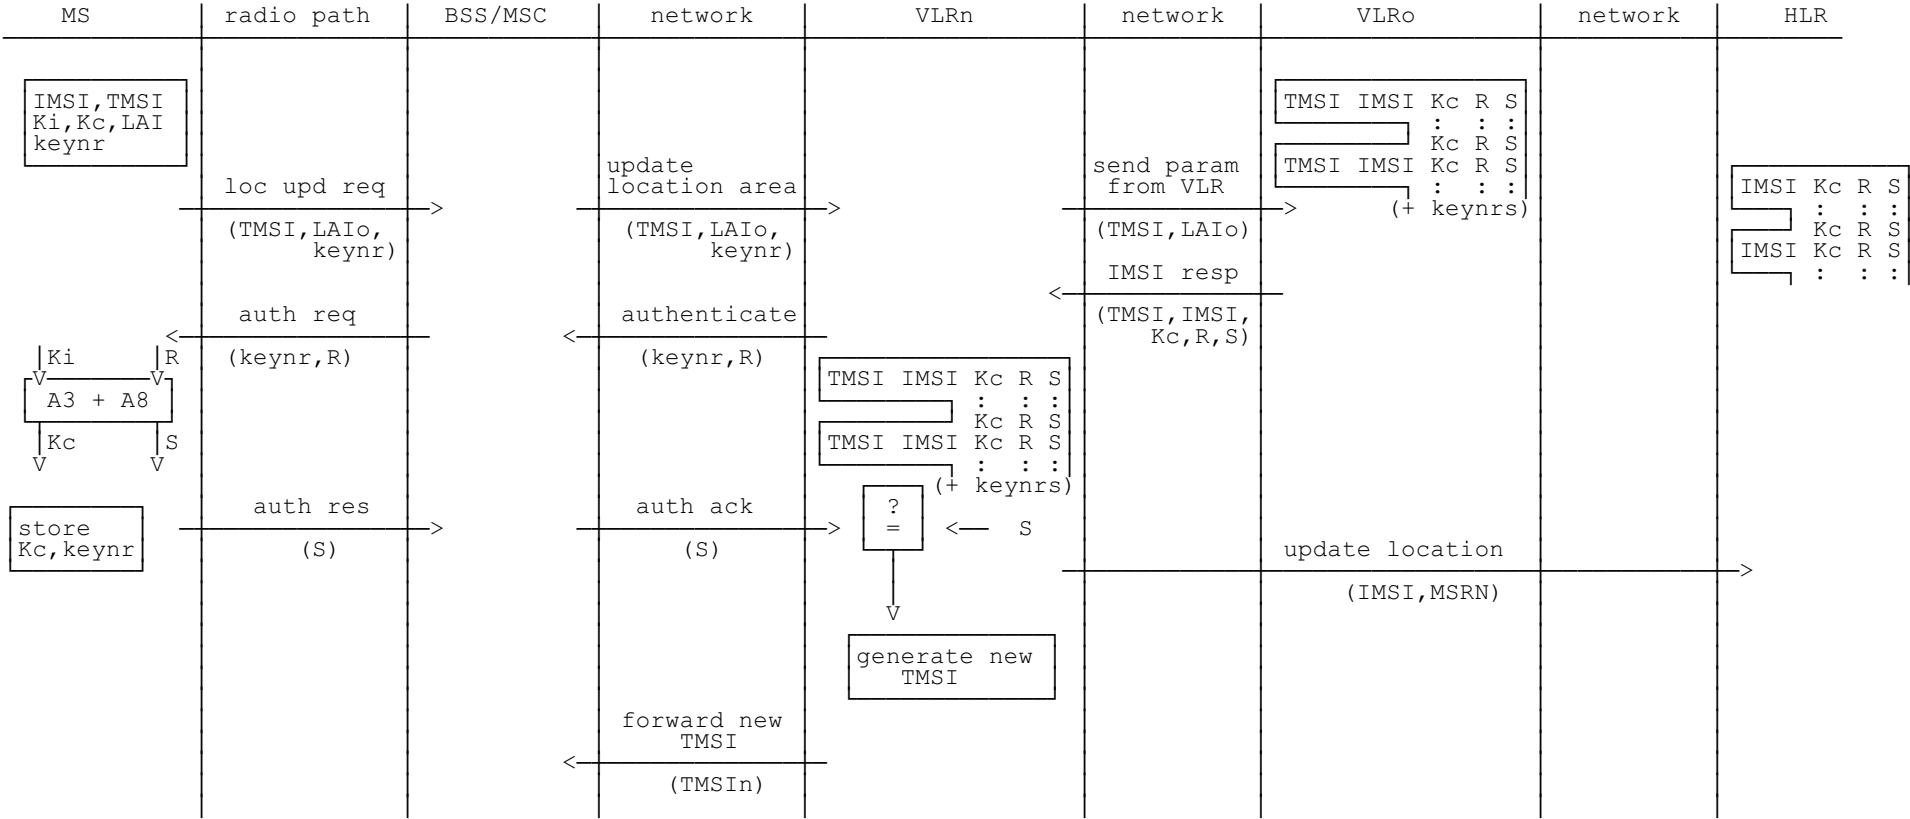 MS radio path BSS/MSC network VLRn network VLRo network HLR
IMSI,TMSI
Ki,Kc,LAI
keynr
loc upd req
(TMSI,LAIo,
keynr)
update
location area
(TMSI,LAIo,
keynr)
send param
from VLR
(TMSI,LAIo)
TMSI IMSI Kc R S
: : :
Kc R S
TMSI IMSI Kc R S
: : :
(+ keynrs)
IMSI Kc R S
: : :
Kc R S
IMSI Kc R S
: : :
IMSI resp
(TMSI,IMSI,
Kc,R,S)
auth req
(keynr,R)
authenticate
(keynr,R)
Ki R
A3 + A8
Kc S
TMSI IMSI Kc R S
: : :
Kc R S
TMSI IMSI Kc R S
: : :
(+ keynrs)
store
Kc,keynr
auth res
(S)
auth ack
(S)
?
= <— S
update location
(IMSI,MSRN)
generate new
TMSI
forward new
TMSI
(TMSIn)